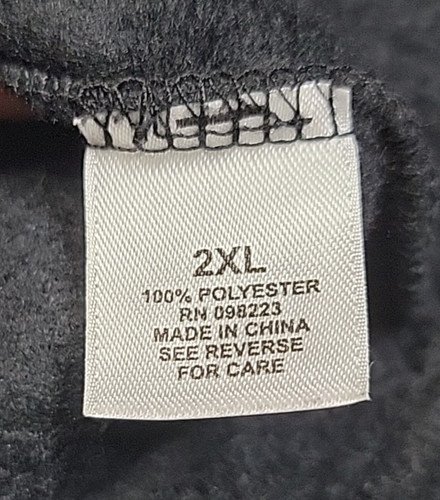 2XL
100% POLYESTER
RN 098223
MADE IN CHINA
SEE REVERSE
FOR CARE